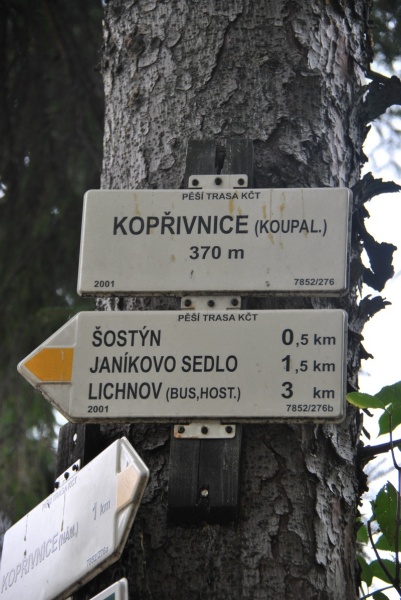 PĚŠÍ TRASA KČT
KOPŘIVNICE (KOUPAL.)
370 m
2001 7852/276
PĚŠÍ TRASA KČT
ŠOSTÝN 0,5 km
JANÍKOVO SEDLO 1,5 km
LICHNOV (BUS,HOST.) 3 km
2001 7852/276b
KOPŘIVNICE (NÁM.) 1 km